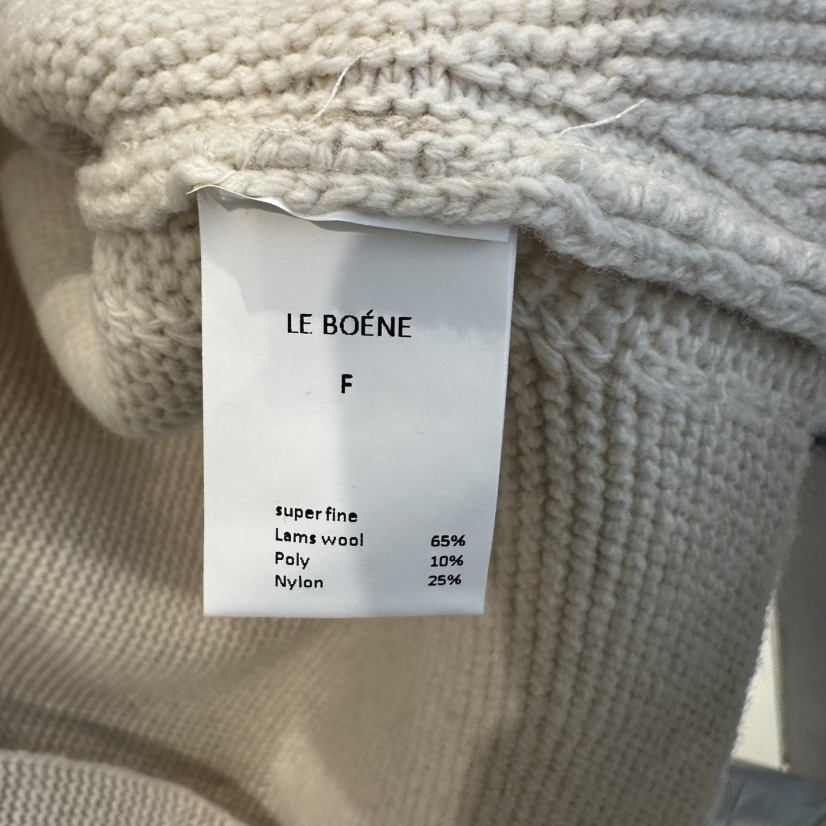 LE BOÉNE
F
super fine
Lams wool 65%
Poly 10%
Nylon 25%